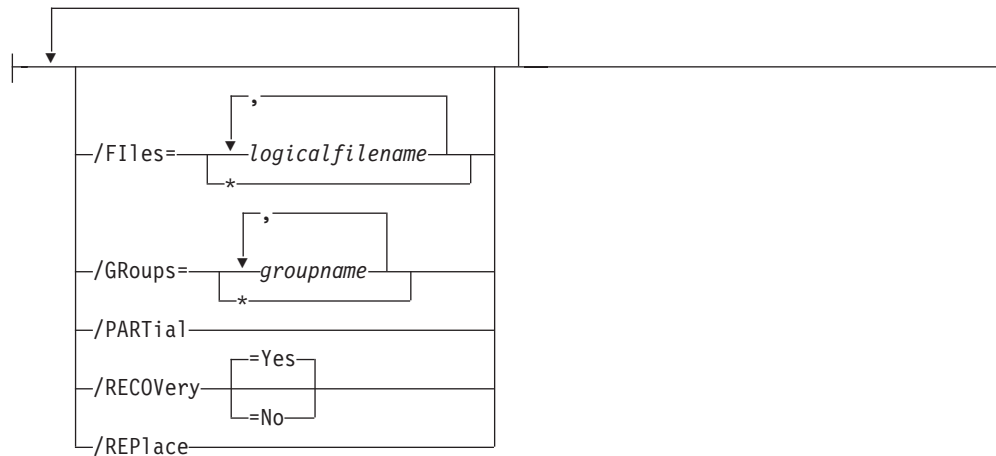 ,
/FIles= logicalfilename
*
,
/GRoups= groupname
*
/PARTial
=Yes
/RECOVery
=No
/REPlace